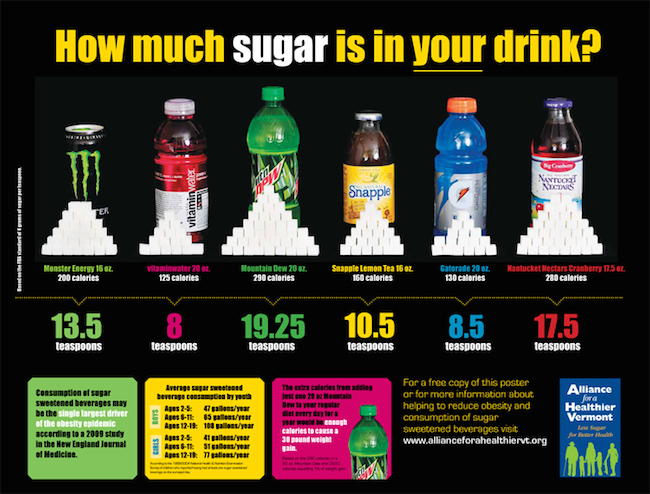 How much sugar is in your drink?
Based on the FDA standard of 4 grams of sugar per teaspoon.
vitaminwater
Mtn Dew
Snapple
G
Big Cranberry
NANTUCKET
NECTARS
Monster Energy 16 oz.
200 calories
vitaminwater 20 oz.
125 calories
Mountain Dew 20 oz.
290 calories
Snapple Lemon Tea 16 oz.
160 calories
Gatorade 20 oz.
130 calories
Nantucket Nectars Cranberry 17.5 oz.
280 calories
13.5
teaspoons
8
teaspoons
19.25
teaspoons
10.5
teaspoons
8.5
teaspoons
17.5
teaspoons
Consumption of sugar
sweetened beverages may
be the single largest driver
of the obesity epidemic
according to a 2009 study
in the New England Journal
of Medicine.
Average sugar sweetened
beverage consumption by youth
BOYS
Ages 2-5: 47 gallons/year
Ages 6-11: 65 gallons/year
Ages 12-19: 108 gallons/year
GIRLS
Ages 2-5: 41 gallons/year
Ages 6-11: 51 gallons/year
Ages 12-19: 77 gallons/year
The extra calories from adding
just one 20 oz Mountain
Dew to your regular
diet every day for a
year would be enough
calories to cause a
30 pound weight
gain.
For a free copy of this poster
or for more information about
helping to reduce obesity and
consumption of sugar
sweetened beverages visit
www.allianceforahealthiervt.org
Alliance
for a
Healthier
Vermont
Less Sugar
for Better Health